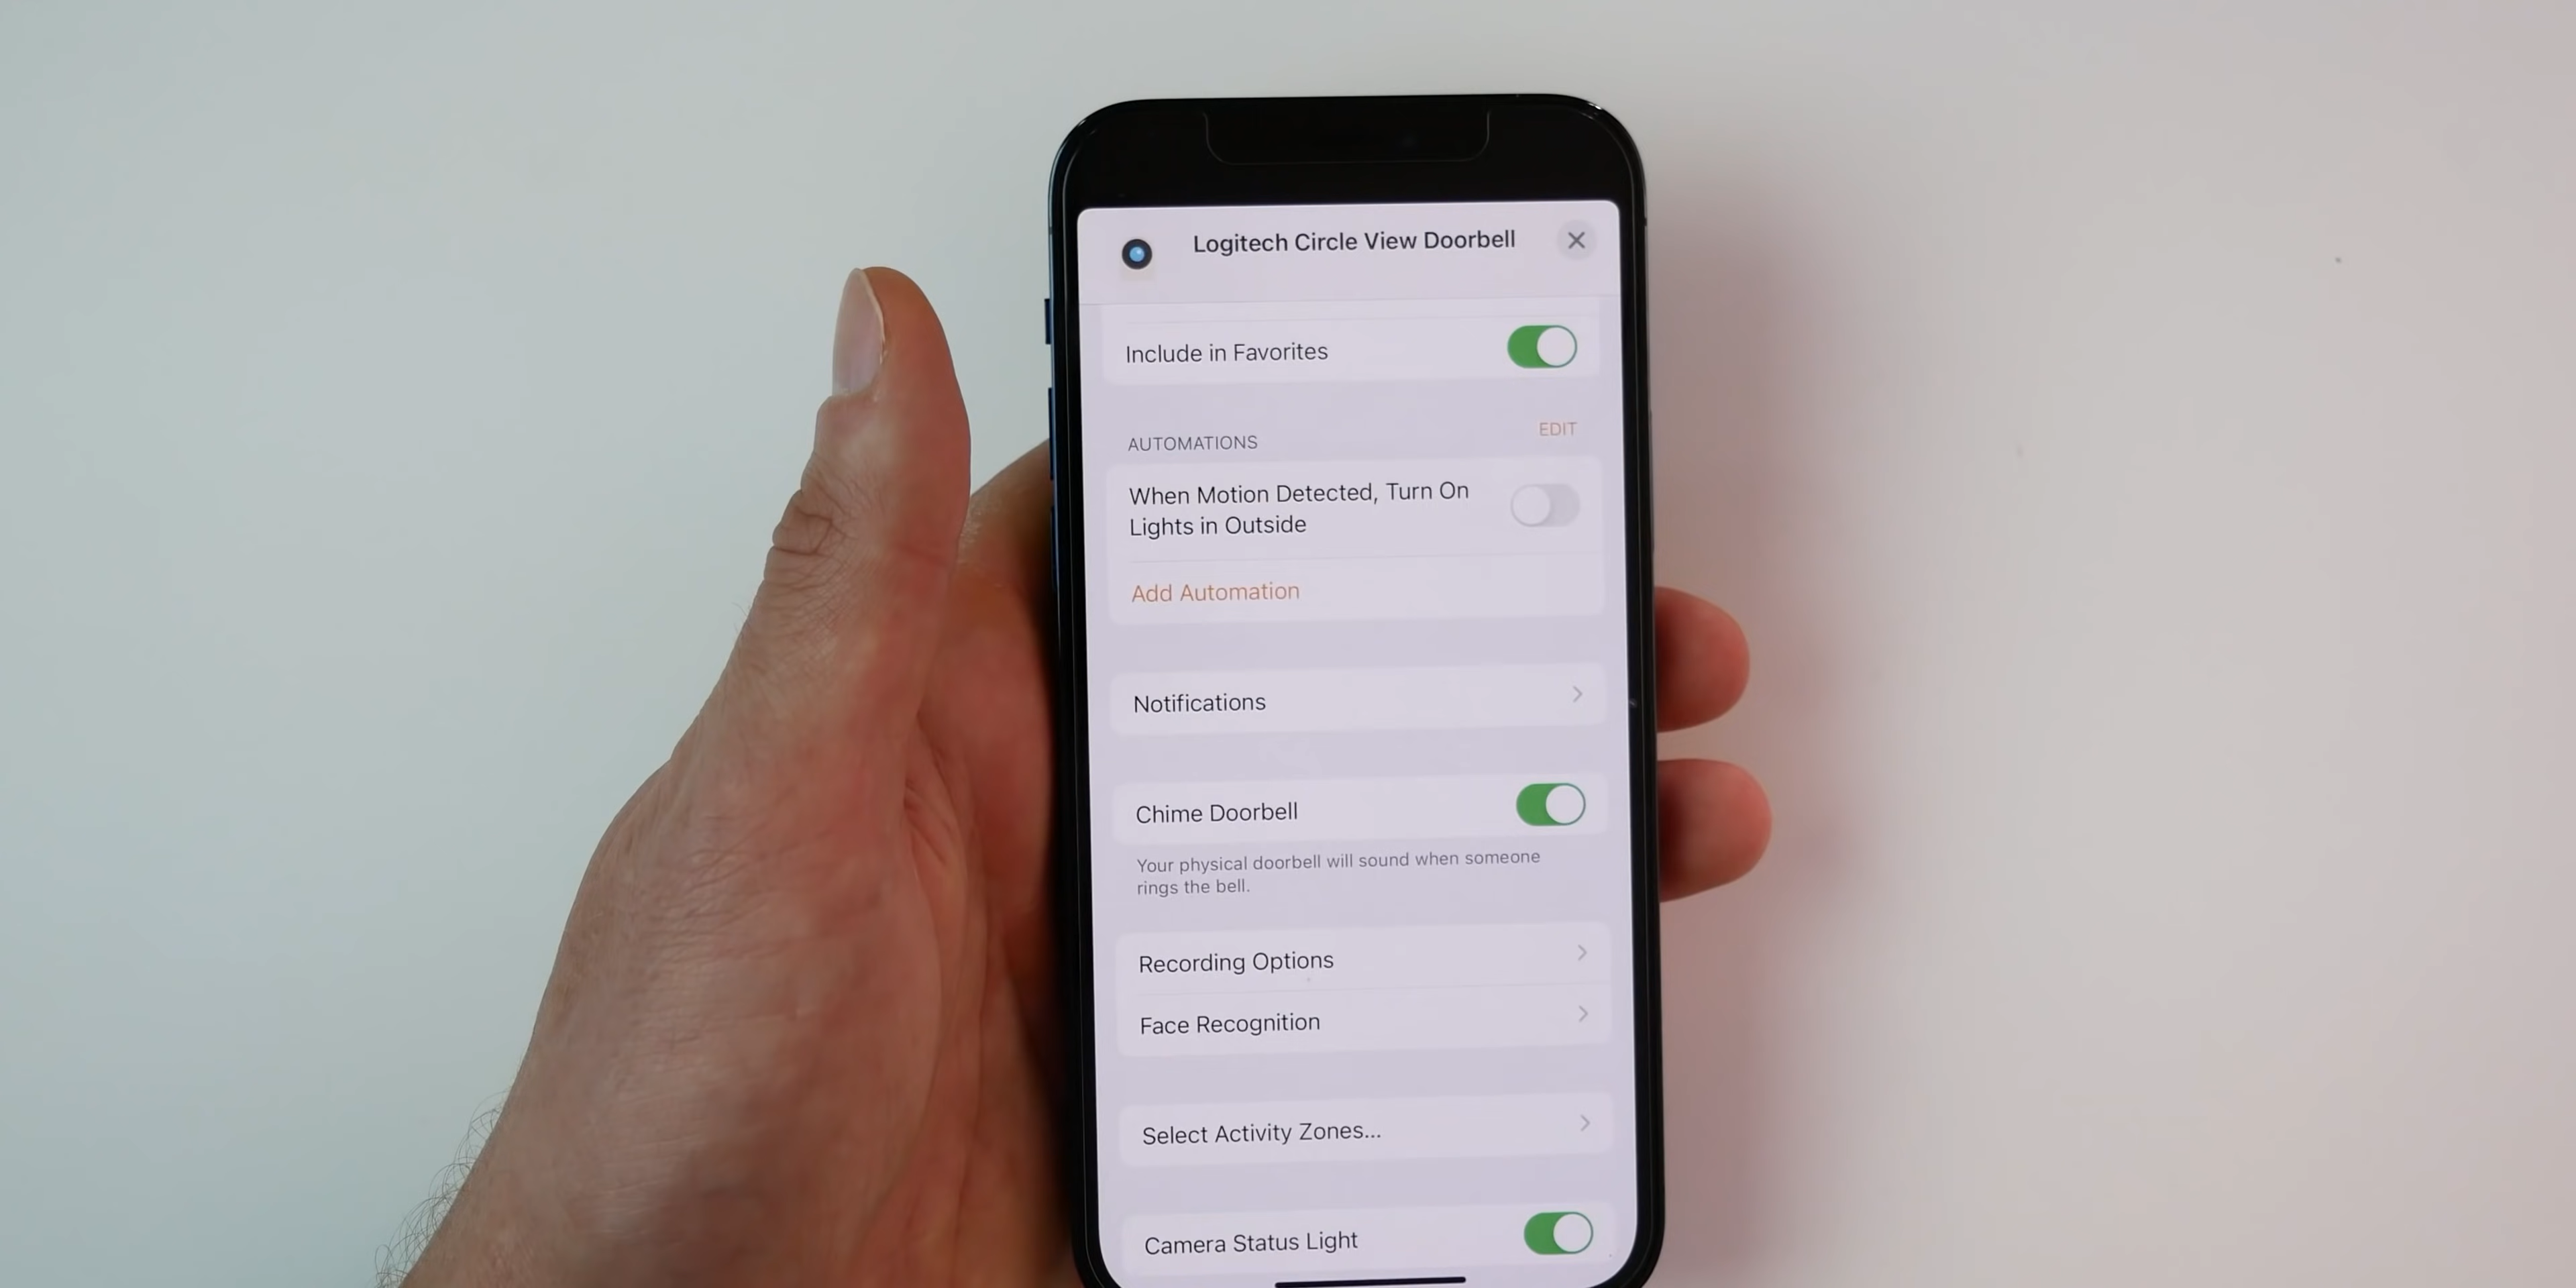 Logitech Circle View Doorbell
Include in Favorites
AUTOMATIONS
EDIT
When Motion Detected, Turn On
Lights in Outside
Add Automation
Notifications
Chime Doorbell
Your physical doorbell will sound when someone
rings the bell.
Recording Options
Face Recognition
Select Activity Zones...
Camera Status Light